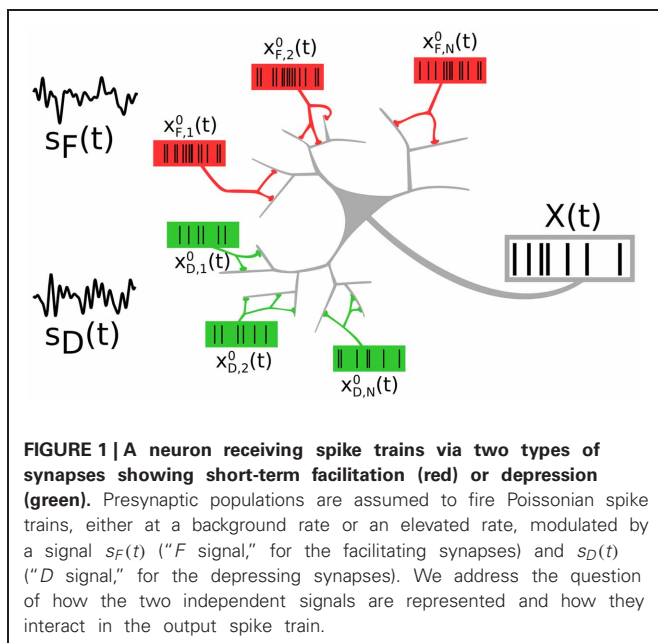 x⁰F,2(t)
x⁰F,N(t)
sF(t)
x⁰F,1(t)
X(t)
x⁰D,1(t)
sD(t)
x⁰D,2(t)
x⁰D,N(t)
FIGURE 1 | A neuron receiving spike trains via two types of
synapses showing short-term facilitation (red) or depression
(green). Presynaptic populations are assumed to fire Poissonian spike
trains, either at a background rate or an elevated rate, modulated by
a signal sF(t) (“F signal,” for the facilitating synapses) and sD(t)
(“D signal,” for the depressing synapses). We address the question
of how the two independent signals are represented and how they
interact in the output spike train.